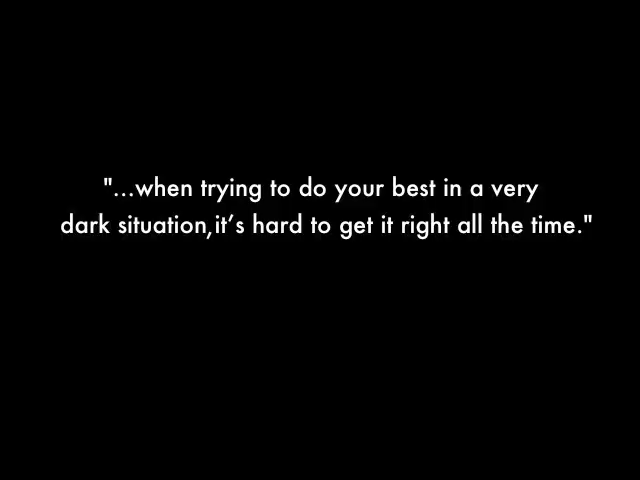 "...when trying to do your best in a very
dark situation,it’s hard to get it right all the time."